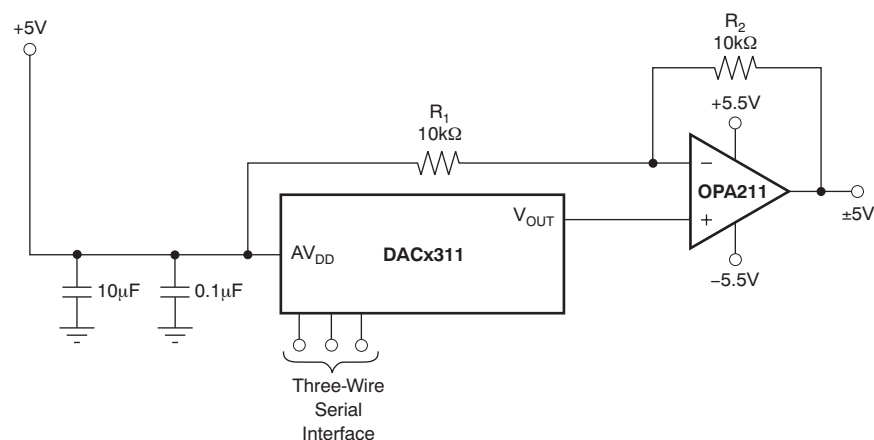 +5V
R2
10kΩ
+5.5V
R1
10kΩ
−
OPA211
+
±5V
−5.5V
VOUT
AVDD
DACx311
10μF
0.1μF
Three-Wire
Serial
Interface